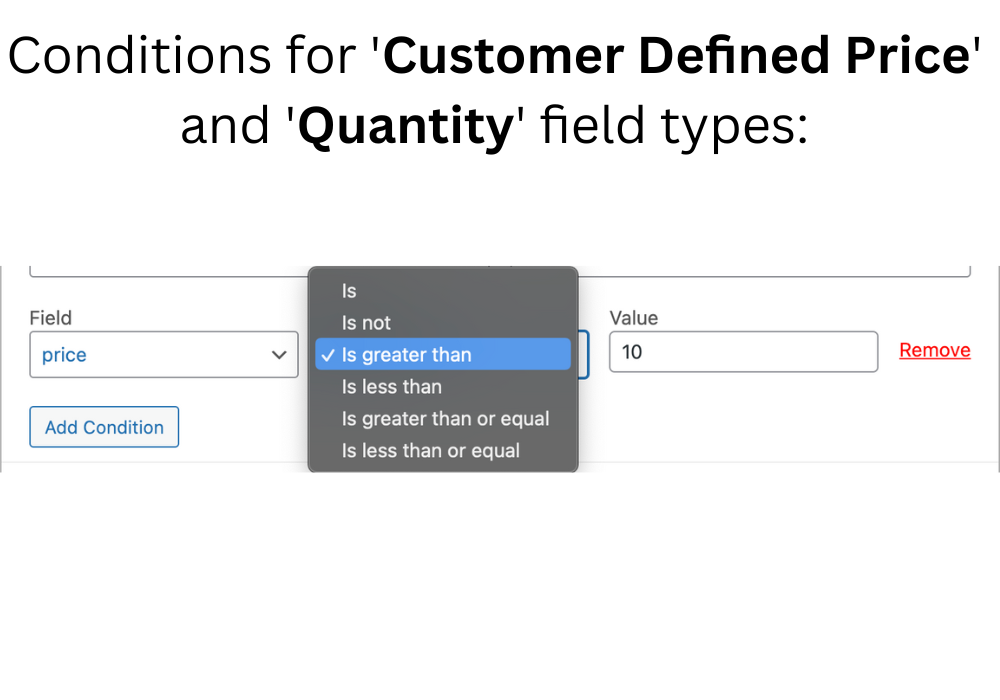 Conditions for 'Customer Defined Price'
and 'Quantity' field types:
Field
price
Is
Is not
✓ Is greater than
Is less than
Is greater than or equal
Is less than or equal
Value
10
Remove
Add Condition